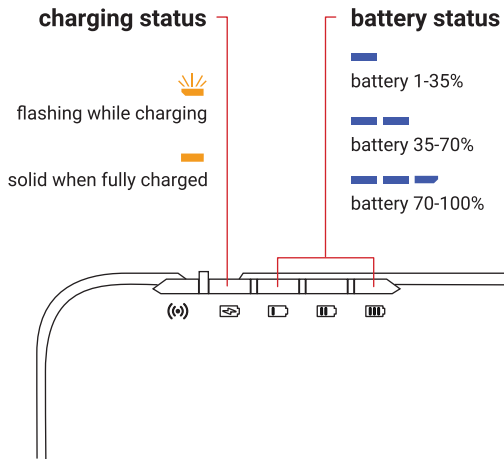 charging status
flashing while charging
solid when fully charged
battery status
battery 1-35%
battery 35-70%
battery 70-100%